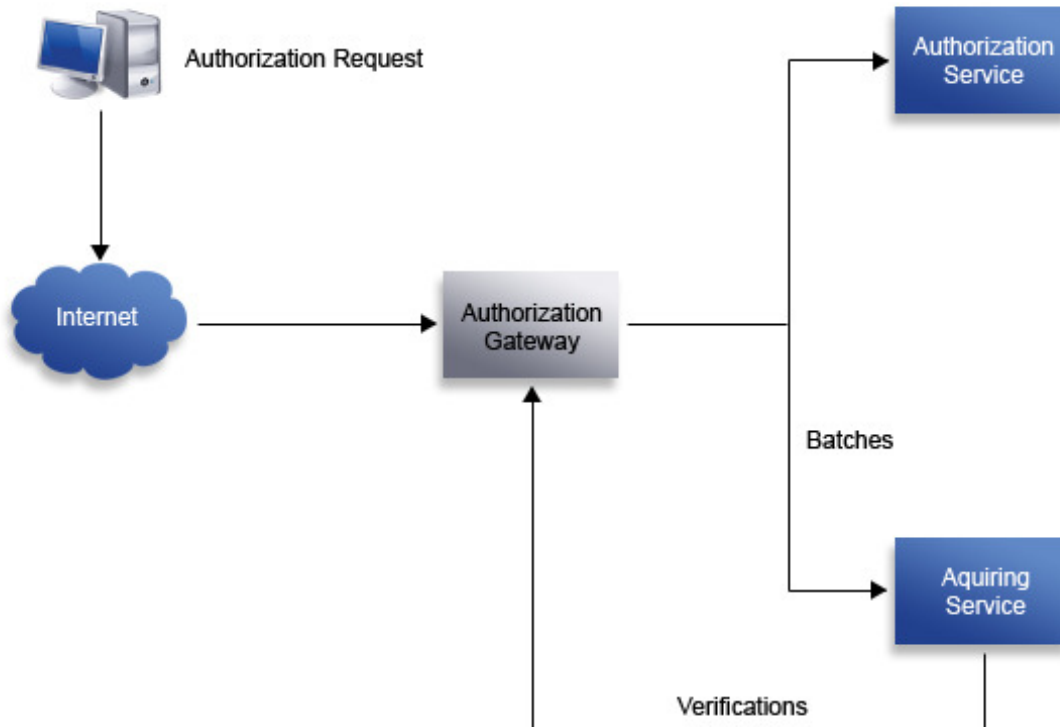 Authorization Request
Authorization
Service
Internet
Authorization
Gateway
Batches
Aquiring
Service
Verifications